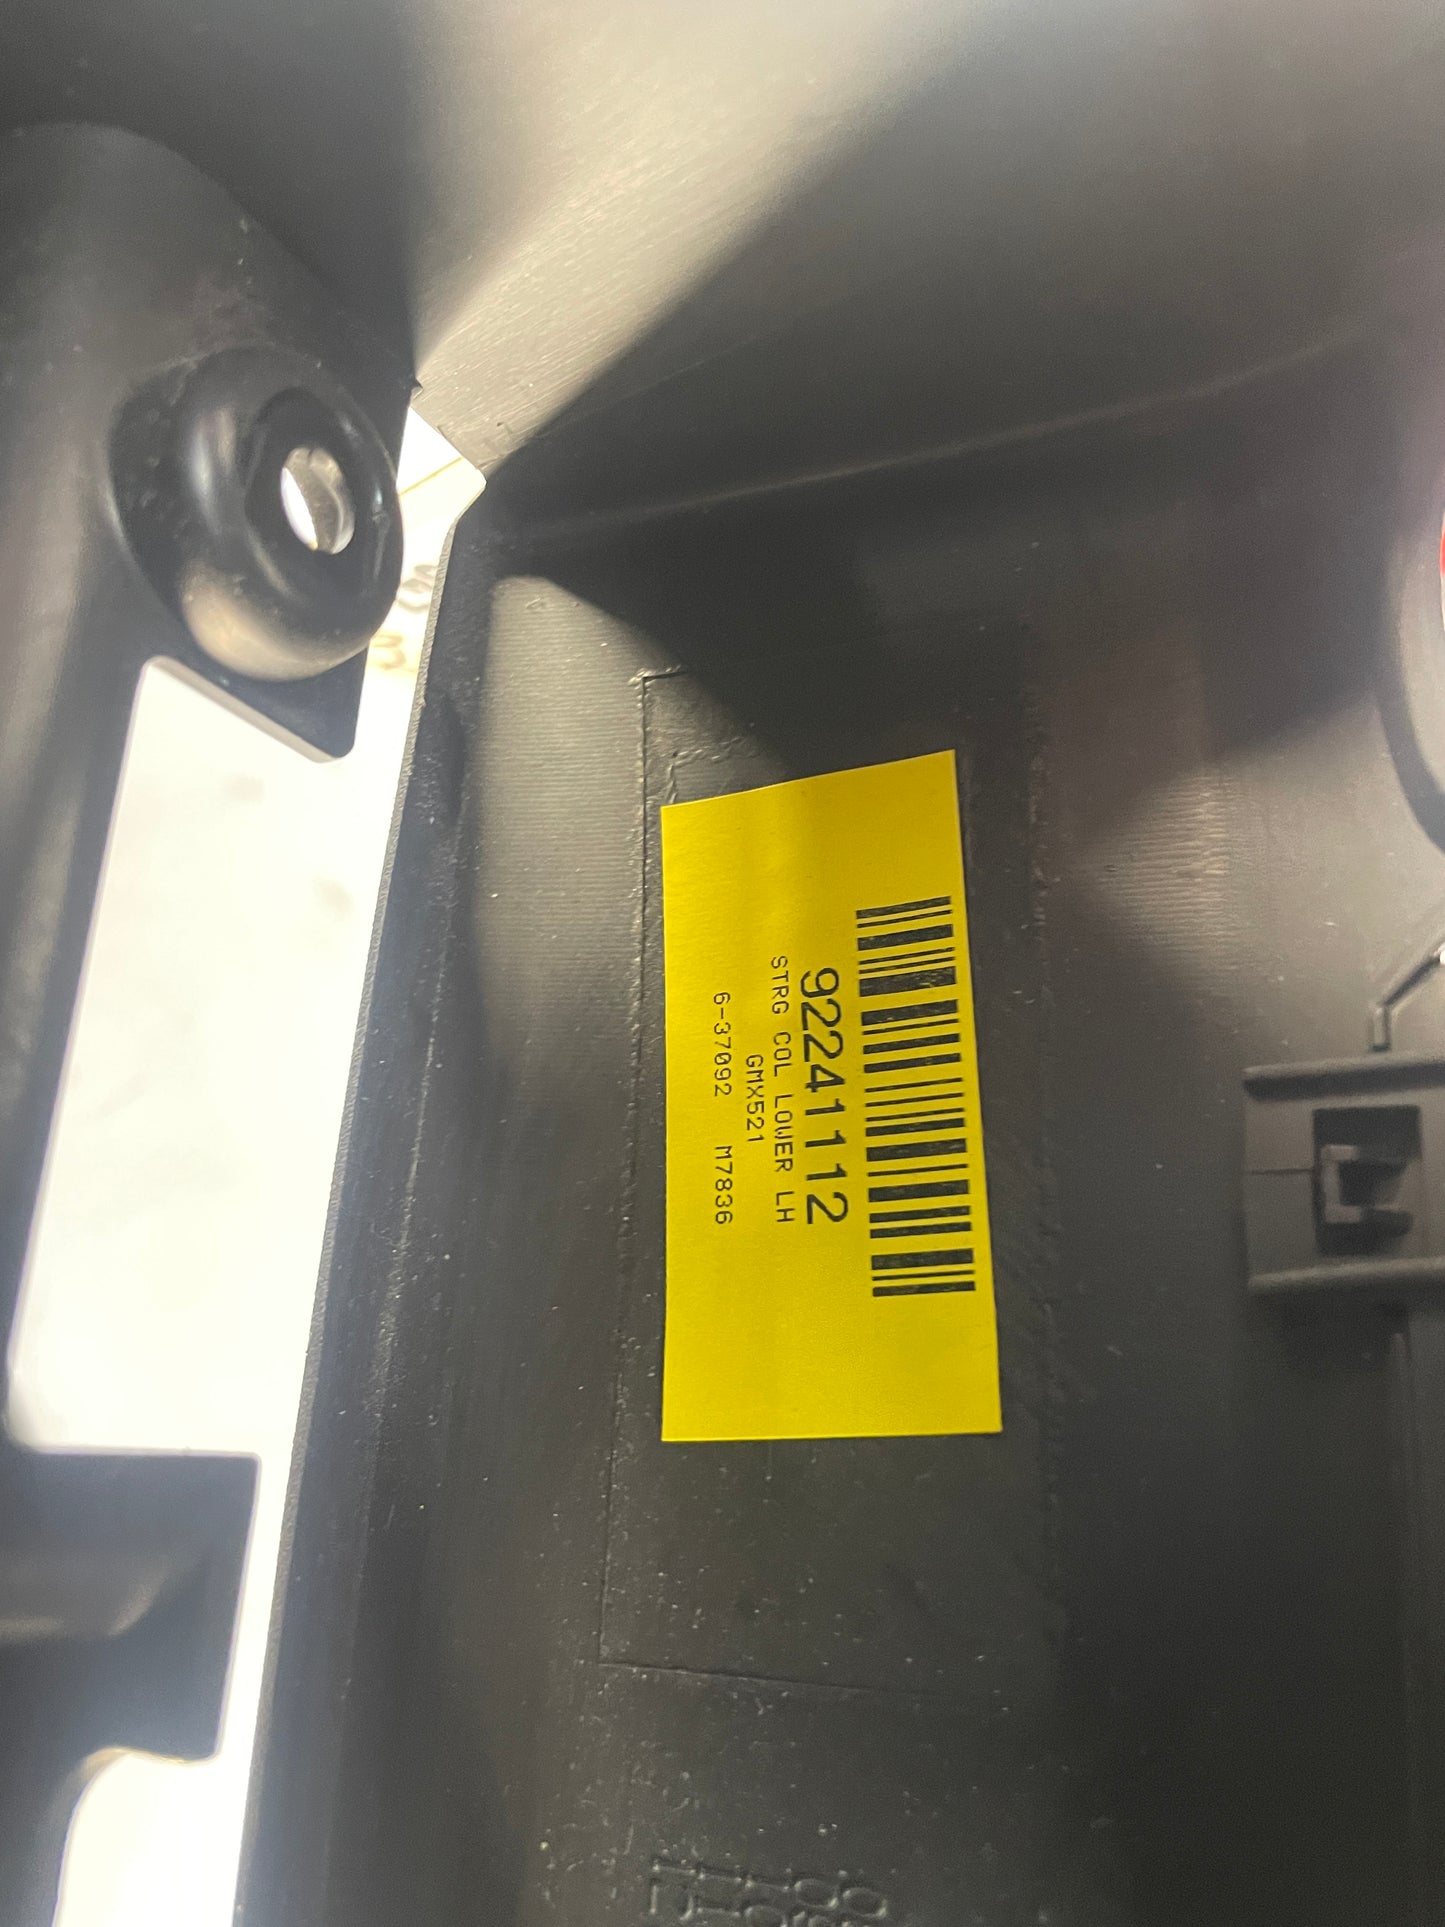 92241112
STRG COL LOWER LH
GMX521
6-37092 M7836